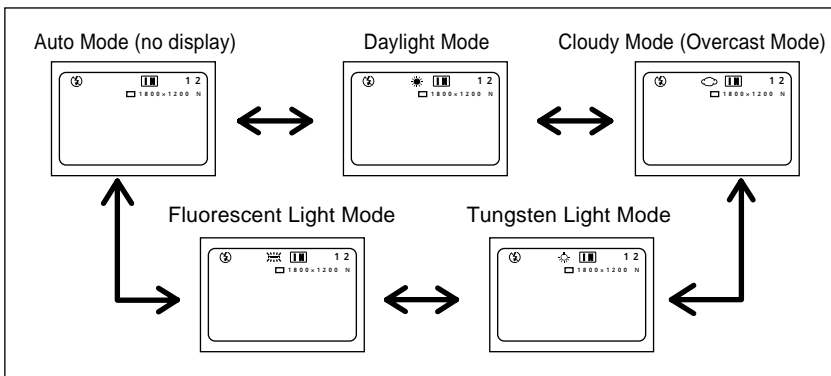 Auto Mode (no display)
Daylight Mode
Cloudy Mode (Overcast Mode)
12
1800×1200 N
12
1800×1200 N
12
1800×1200 N
Fluorescent Light Mode
Tungsten Light Mode
12
1800×1200 N
12
1800×1200 N